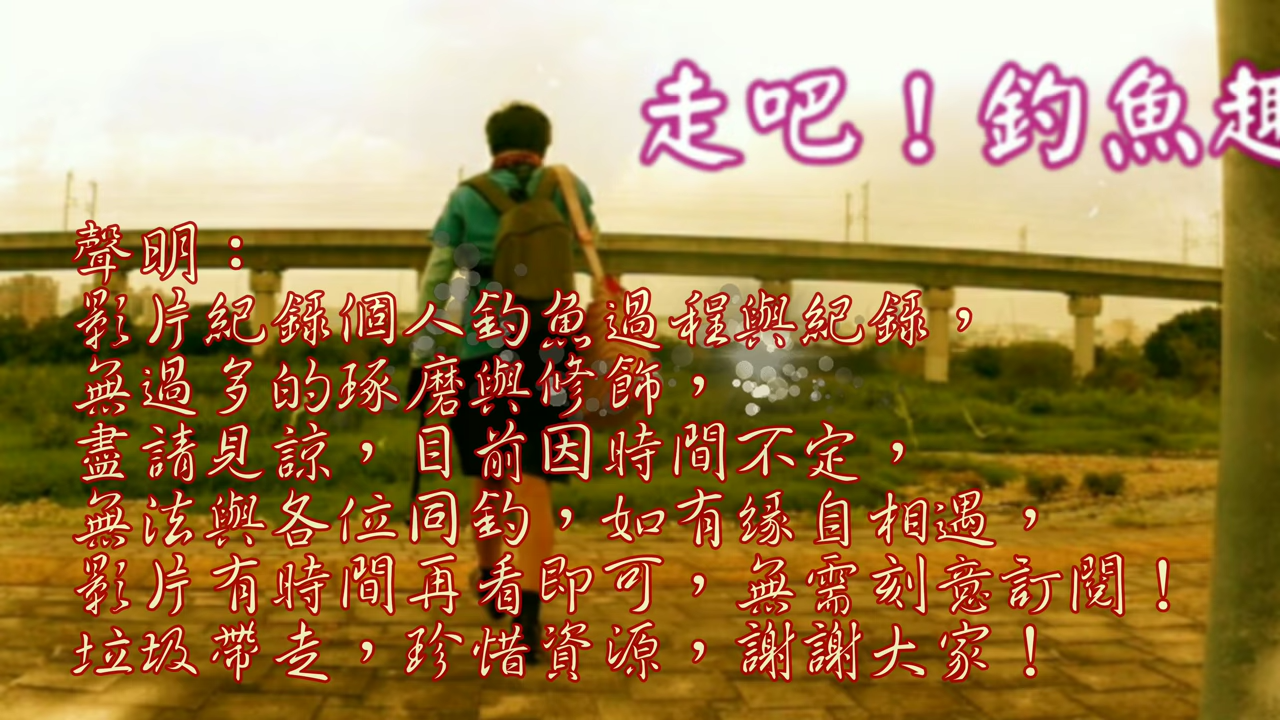 走吧！釣魚趣
聲明：
影片紀錄個人釣魚過程與紀錄，
無過多的琢磨與修飾，
盡請見諒，目前因時間不定，
無法與各位同釣，如有緣自相遇，
影片有時間再看即可，無需刻意訂閱！
垃圾帶走，珍惜資源，謝謝大家！